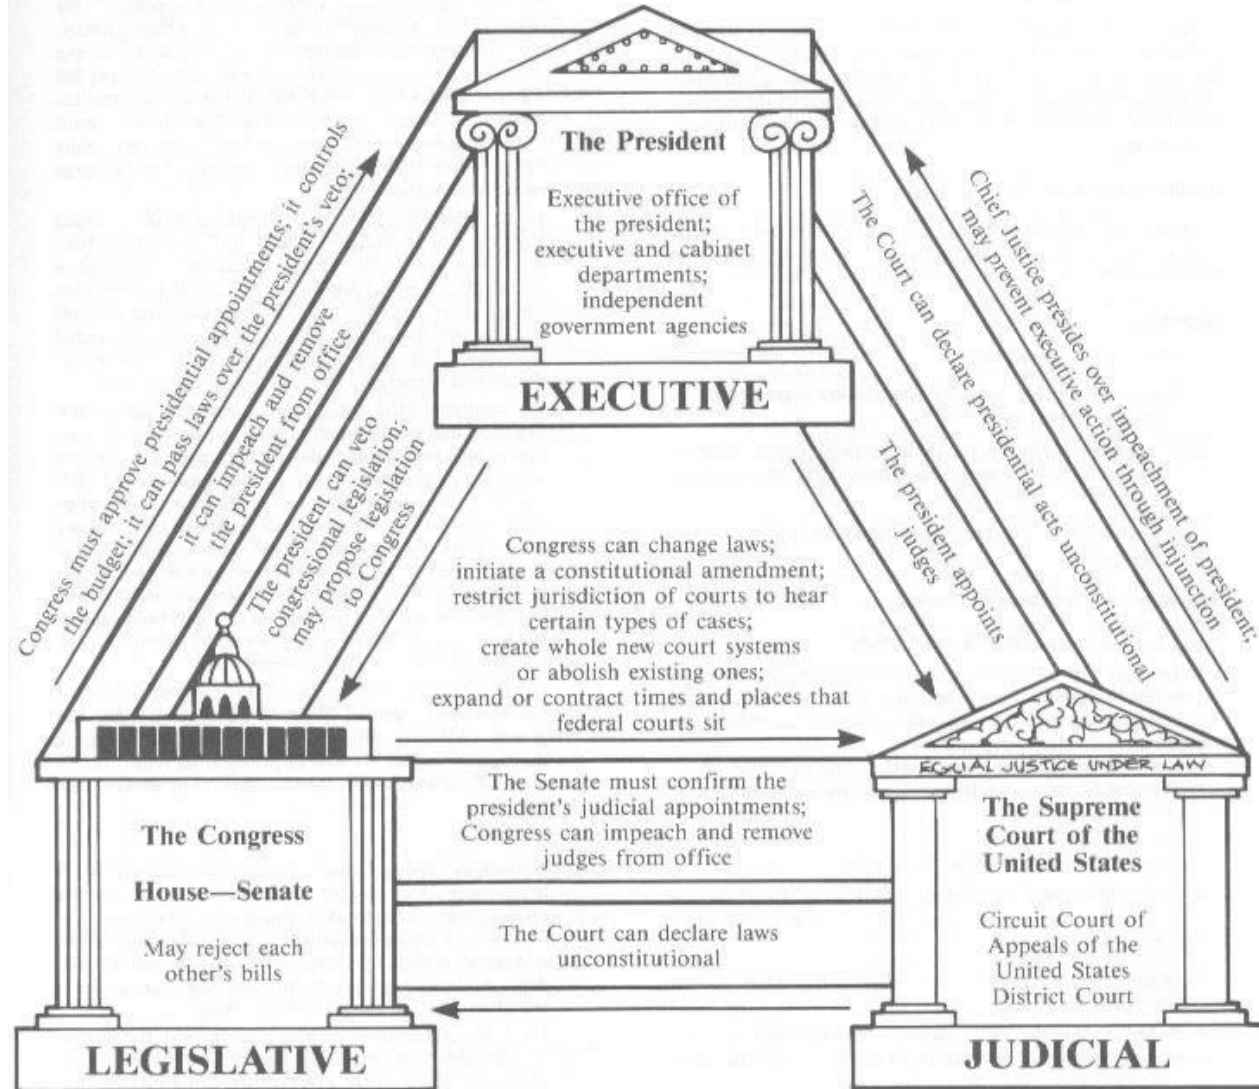 The President
Executive office of
the president;
executive and cabinet
departments;
independent
government agencies
EXECUTIVE
Congress must approve presidential appointments; it controls
the budget; it can pass laws over the president's veto;
it can impeach and remove
the president from office
The president can veto
congressional legislation;
may propose legislation
to Congress
Chief Justice presides over impeachment of president;
may prevent executive action through injunction
The Court can declare presidential acts unconstitutional
The president appoints
judges
Congress can change laws;
initiate a constitutional amendment;
restrict jurisdiction of courts to hear
certain types of cases;
create whole new court systems
or abolish existing ones;
expand or contract times and places that
federal courts sit
The Senate must confirm the
president's judicial appointments;
Congress can impeach and remove
judges from office
The Court can declare laws
unconstitutional
The Congress
House—Senate
May reject each
other's bills
LEGISLATIVE
EQUAL JUSTICE UNDER LAW
The Supreme
Court of the
United States
Circuit Court of
Appeals of the
United States
District Court
JUDICIAL